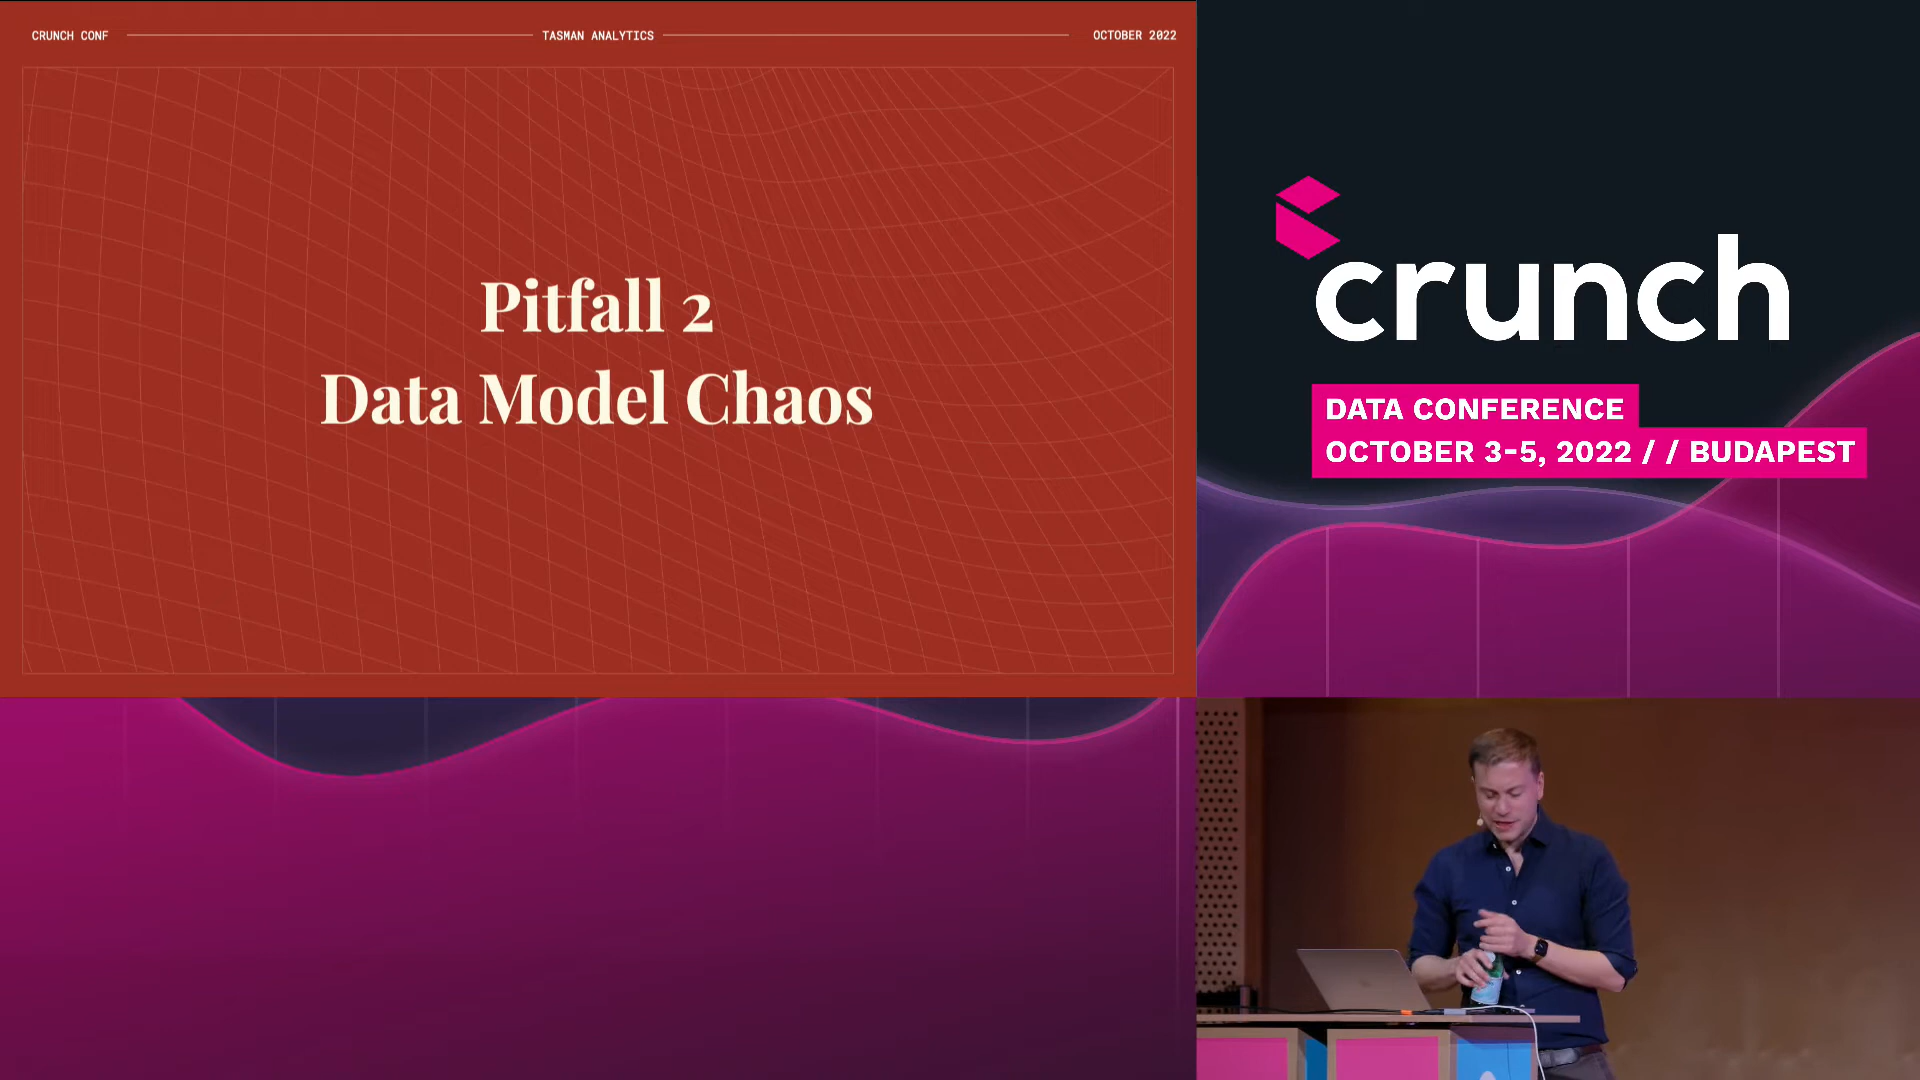 CRUNCH CONF
TASMAN ANALYTICS
OCTOBER 2022
Pitfall 2
Data Model Chaos
crunch
DATA CONFERENCE
OCTOBER 3-5, 2022 / / BUDAPEST